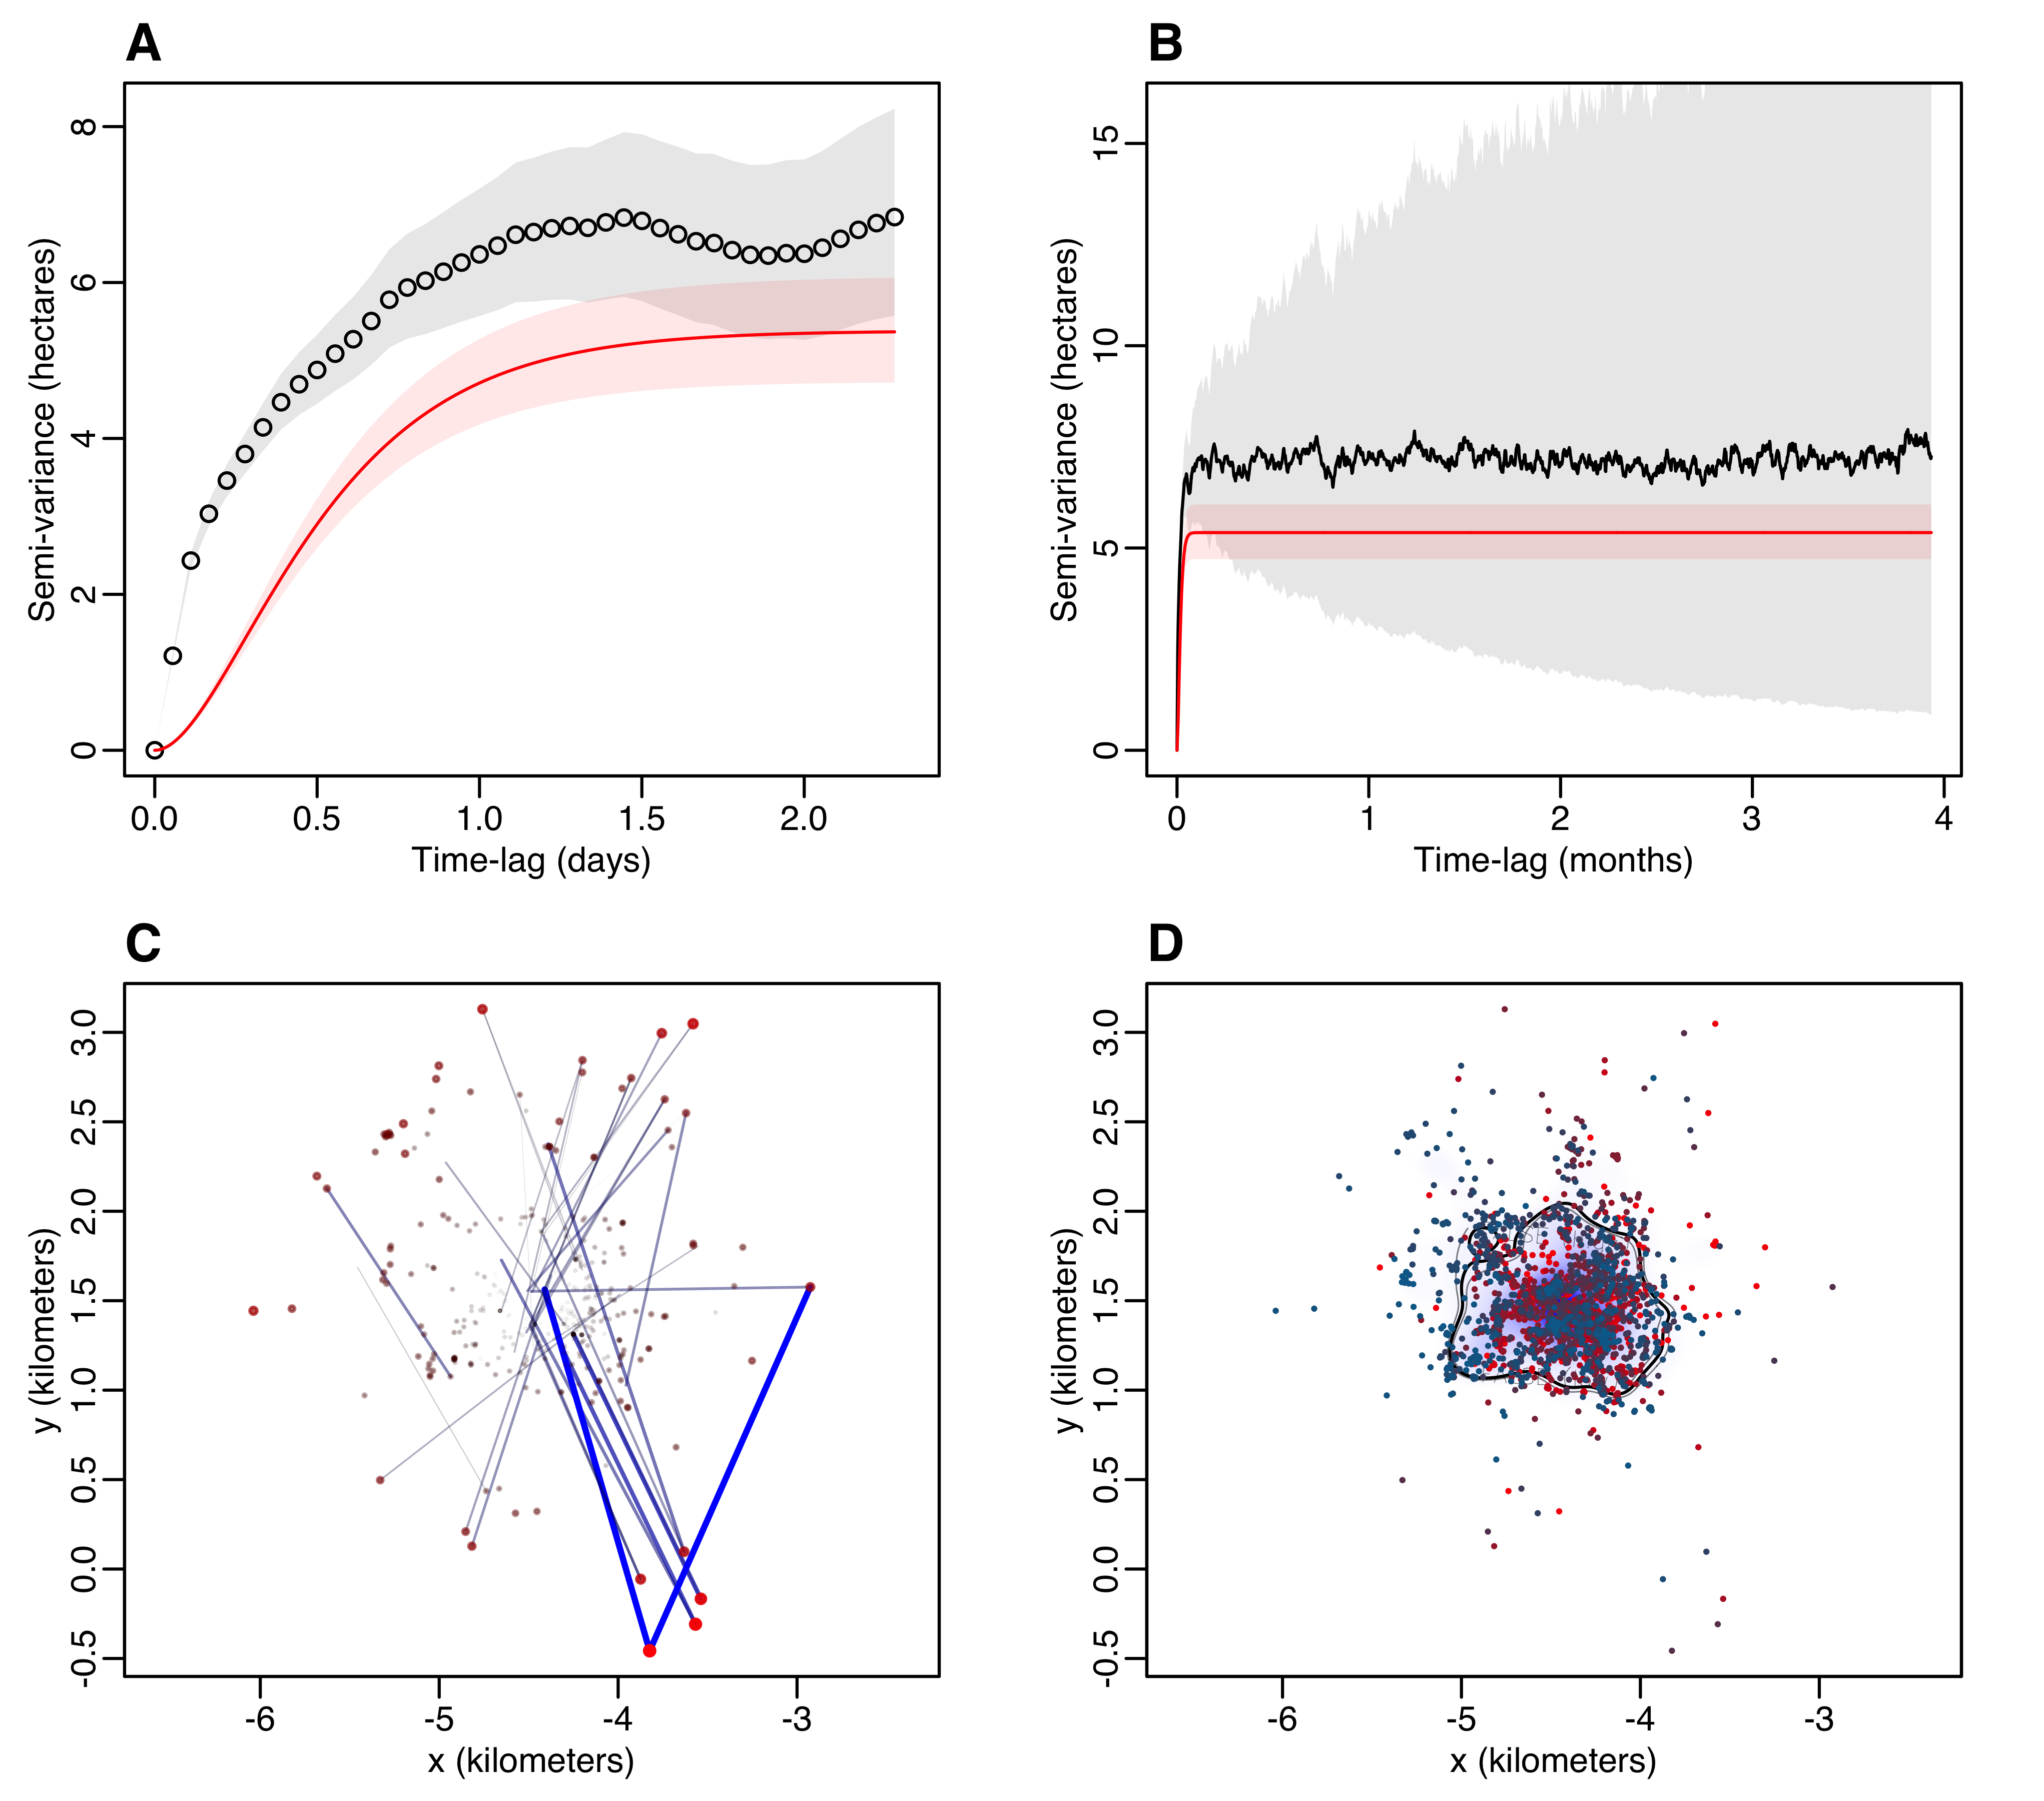 A
8
6
4
2
0
Semi-variance (hectares)
0.0 0.5 1.0 1.5 2.0
Time-lag (days)
B
15
10
5
0
Semi-variance (hectares)
0 1 2 3 4
Time-lag (months)
C
3.0
2.5
2.0
1.5
1.0
0.5
0.0
-0.5
y (kilometers)
-6 -5 -4 -3
x (kilometers)
D
3.0
2.5
2.0
1.5
1.0
0.5
0.0
-0.5
y (kilometers)
-6 -5 -4 -3
x (kilometers)